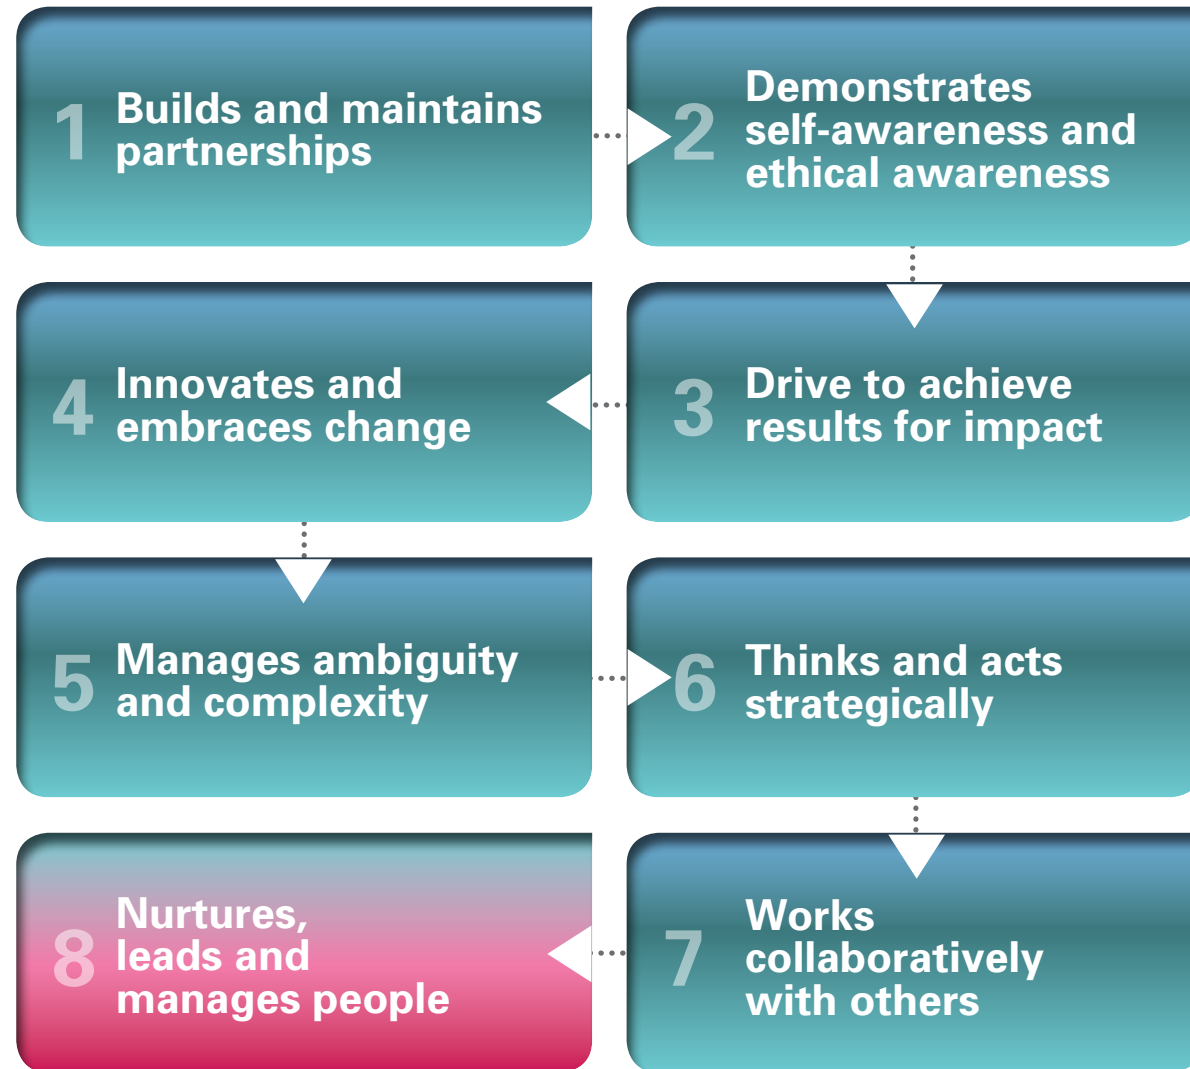 1
Builds and maintains
partnerships
2
Demonstrates
self-awareness and
ethical awareness
3
Drive to achieve
results for impact
4
Innovates and
embraces change
5
Manages ambiguity
and complexity
6
Thinks and acts
strategically
7
Works
collaboratively
with others
8
Nurtures,
leads and
manages people